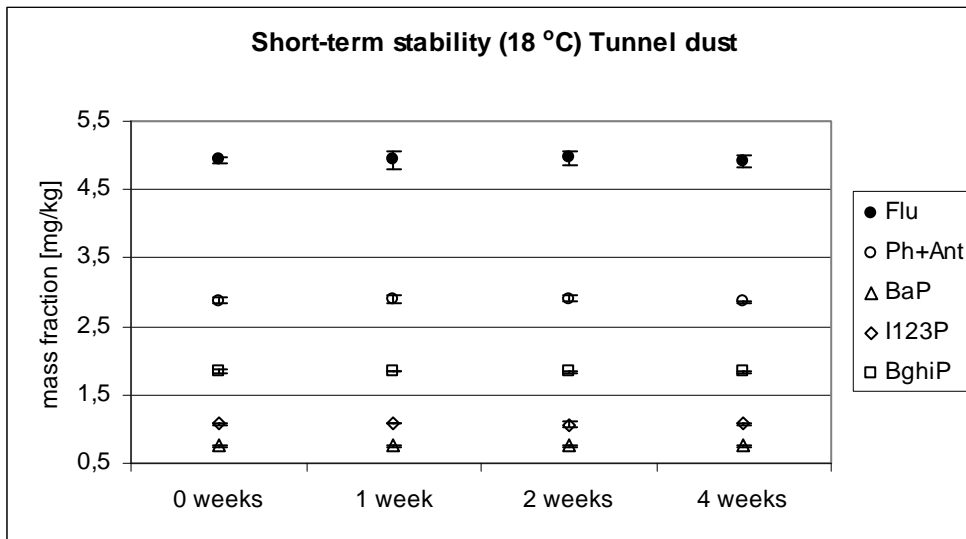 Short-term stability (18 °C) Tunnel dust
mass fraction [mg/kg]
5,5
4,5
3,5
2,5
1,5
0,5
0 weeks 1 week 2 weeks 4 weeks
Flu
Ph+Ant
BaP
I123P
BghiP